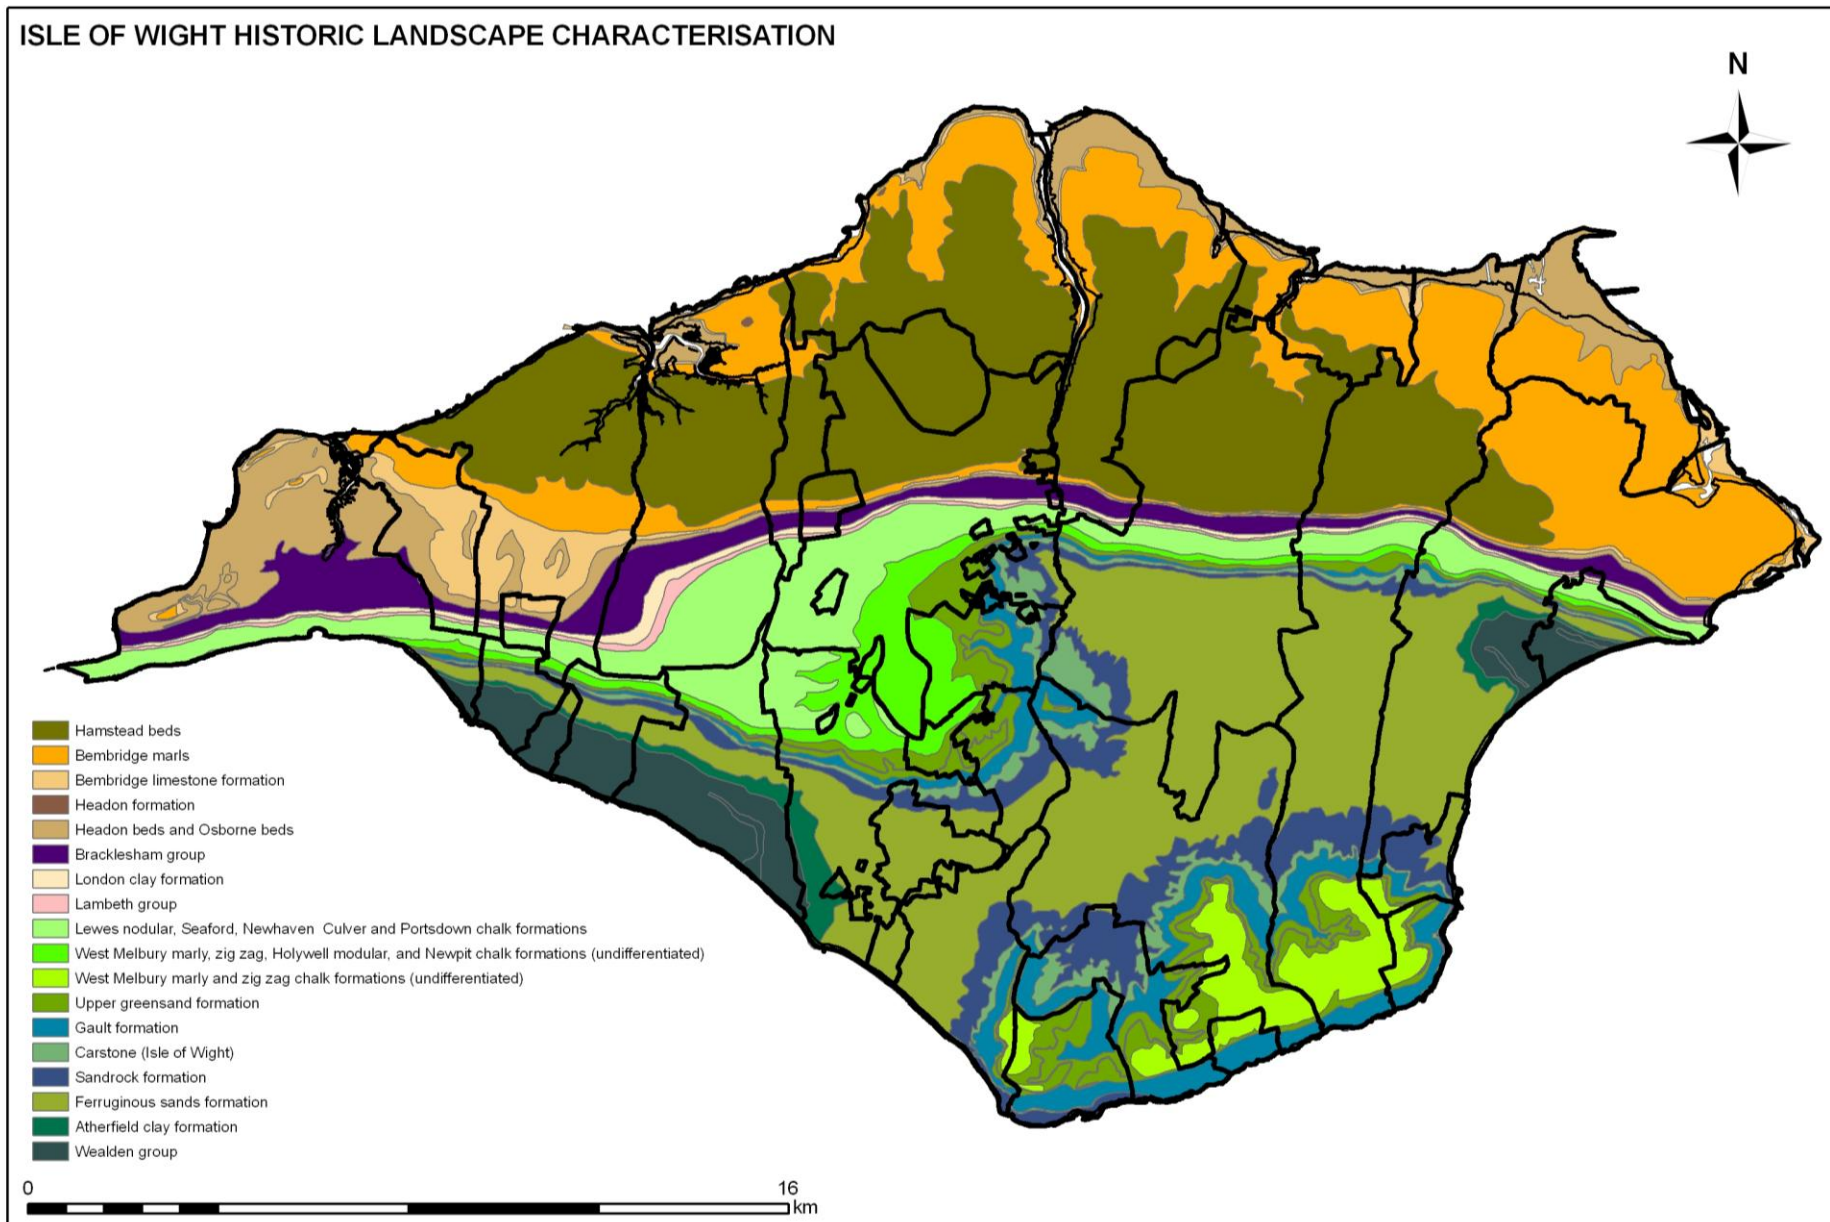 ISLE OF WIGHT HISTORIC LANDSCAPE CHARACTERISATION
N
Hamstead beds
Bembridge marls
Bembridge limestone formation
Headon formation
Headon beds and Osborne beds
Bracklesham group
London clay formation
Lambeth group
Lewes nodular, Seaford, Newhaven Culver and Portsdown chalk formations
West Melbury marly, zig zag, Holywell modular, and Newpit chalk formations (undifferentiated)
West Melbury marly and zig zag chalk formations (undifferentiated)
Upper greensand formation
Gault formation
Carstone (Isle of Wight)
Sandrock formation
Ferruginous sands formation
Atherfield clay formation
Wealden group
0 16
km